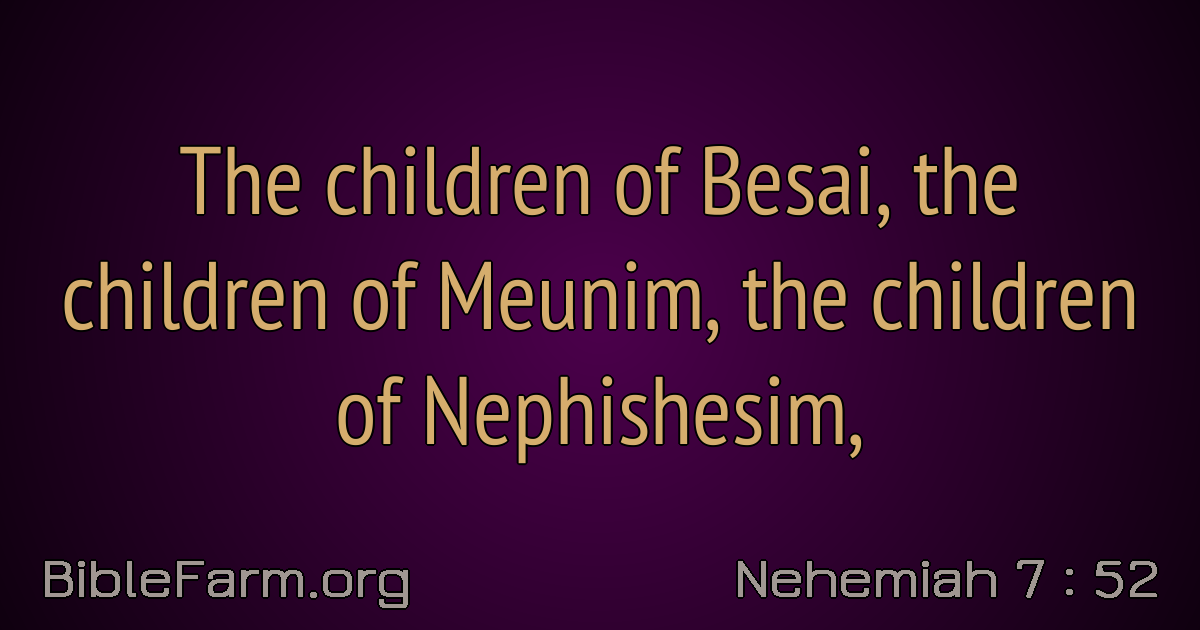 The children of Besai, the
children of Meunim, the children
of Nephishesim,
BibleFarm.org
Nehemiah 7 : 52